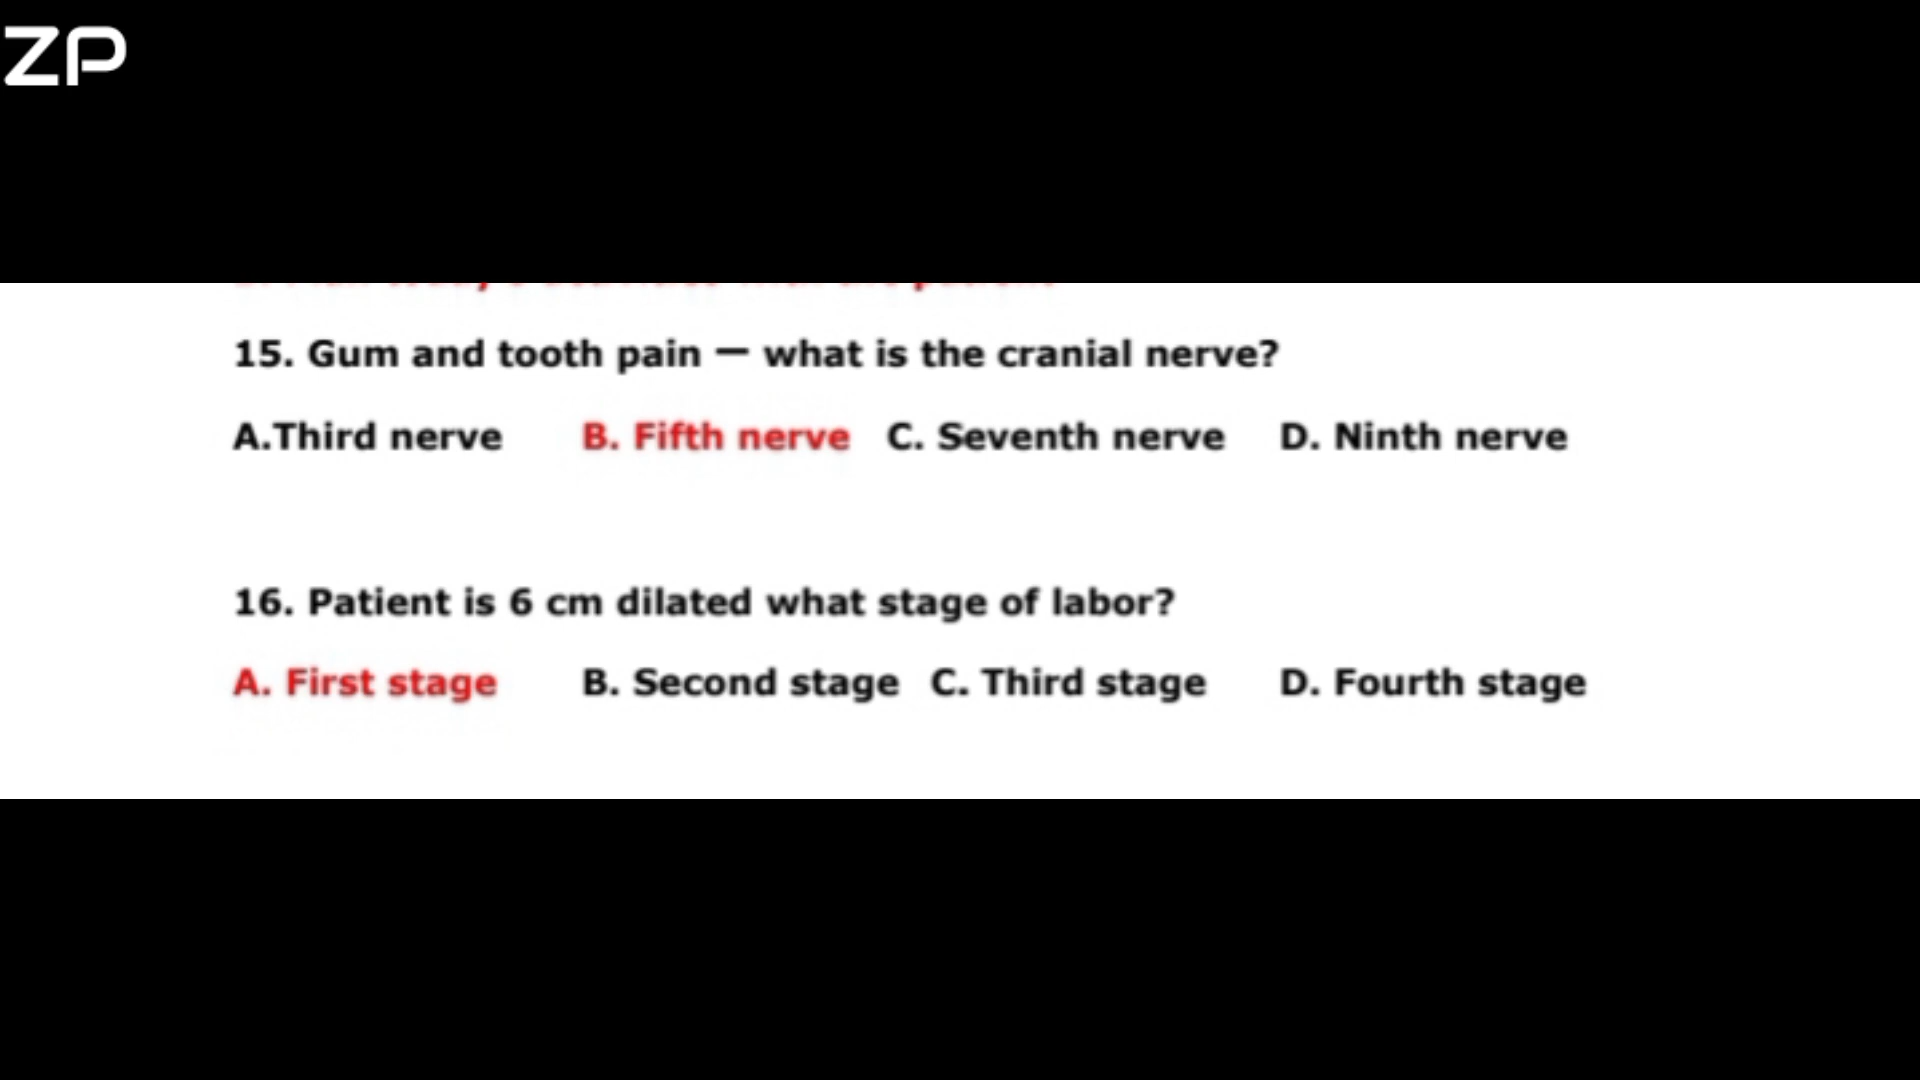 ZP
15. Gum and tooth pain — what is the cranial nerve?
A.Third nerve B. Fifth nerve C. Seventh nerve D. Ninth nerve
16. Patient is 6 cm dilated what stage of labor?
A. First stage B. Second stage C. Third stage D. Fourth stage